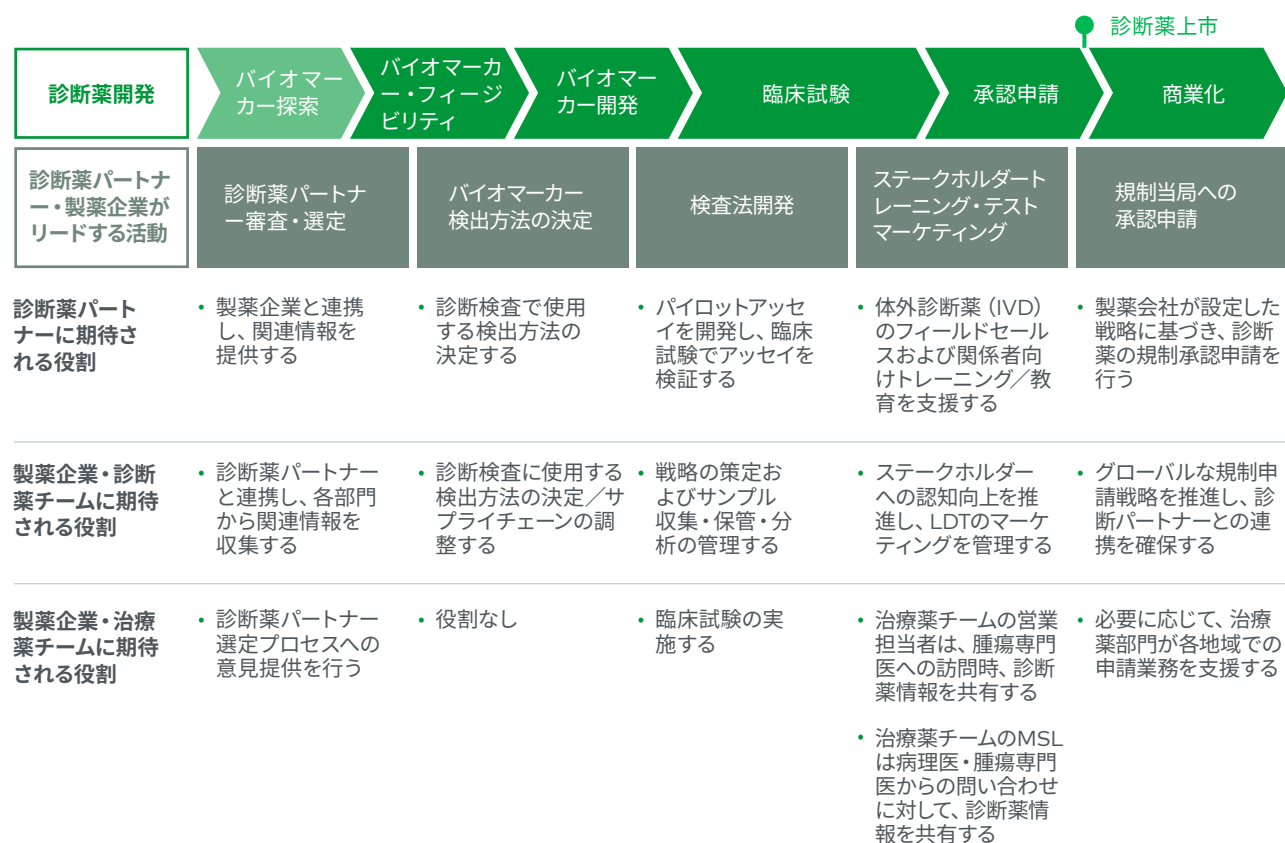 診断薬上市
診断薬開発
バイオマー
カー探索
バイオマーカ
ー・フィージ
ビリティ
バイオマー
カー開発
臨床試験
承認申請
商業化
診断薬パートナ
ー・製薬企業が
リードする活動
診断薬パートナ
ー審査・選定
バイオマーカー
検出方法の決定
検査法開発
ステークホルダート
レーニング・テスト
マーケティング
規制当局への
承認申請
診断薬パート
ナーに期待さ
れる役割
• 製薬企業と連携
し、関連情報を
提供する
• 診断検査で使用
する検出方法の
決定する
• パイロットアッセ
イを開発し、臨床
試験でアッセイを
検証する
• 体外診断薬（IVD）
のフィールドセール
スおよび関係者向
けトレーニング／教
育を支援する
• 製薬会社が設定した
戦略に基づき、診断
薬の規制承認申請を
行う
製薬企業・診断
薬チームに期待
される役割
• 診断薬パートナー
と連携し、各部門
から関連情報を
収集する
• 診断検査に使用する
検出方法の決定／サ
プライチェーンの調
整する
• 戦略の策定お
よびサンプル
収集・保管・分
析の管理する
• ステークホルダー
への認知向上を推
進し、LDTのマーケ
ティングを管理する
• グローバルな規制申
請戦略を推進し、診
断パートナーとの連
携を確保する
製薬企業・治療
薬チームに期待
される役割
• 診断薬パートナー
選定プロセスへの
意見提供を行う
• 役割なし
• 臨床試験の実
施する
• 治療薬チームの営業
担当者は、腫瘍専門
医への訪問時、診断
薬情報を共有する
• 治療薬チームのMSL
は病理医・腫瘍専門
医からの問い合わせ
に対して、診断薬情
報を共有する
• 必要に応じて、治療
薬部門が各地域での
申請業務を支援する